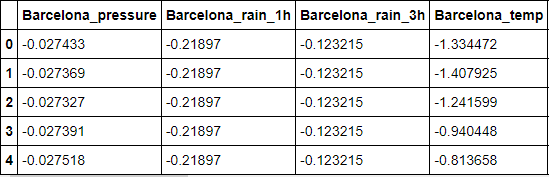 Barcelona_pressure Barcelona_rain_1h Barcelona_rain_3h Barcelona_temp
0 -0.027433 -0.21897 -0.123215 -1.334472
1 -0.027369 -0.21897 -0.123215 -1.407925
2 -0.027327 -0.21897 -0.123215 -1.241599
3 -0.027391 -0.21897 -0.123215 -0.940448
4 -0.027518 -0.21897 -0.123215 -0.813658